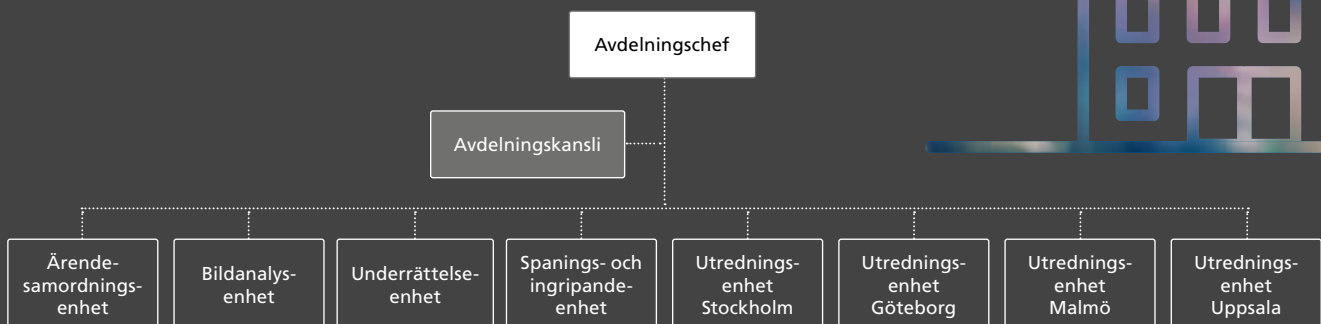 Avdelningschef
Avdelningskansli
Ärende-
samordnings-
enhet
Bildanalys-
enhet
Underrättelse-
enhet
Spanings- och
ingripande-
enhet
Utrednings-
enhet
Stockholm
Utrednings-
enhet
Göteborg
Utrednings-
enhet
Malmö
Utrednings-
enhet
Uppsala